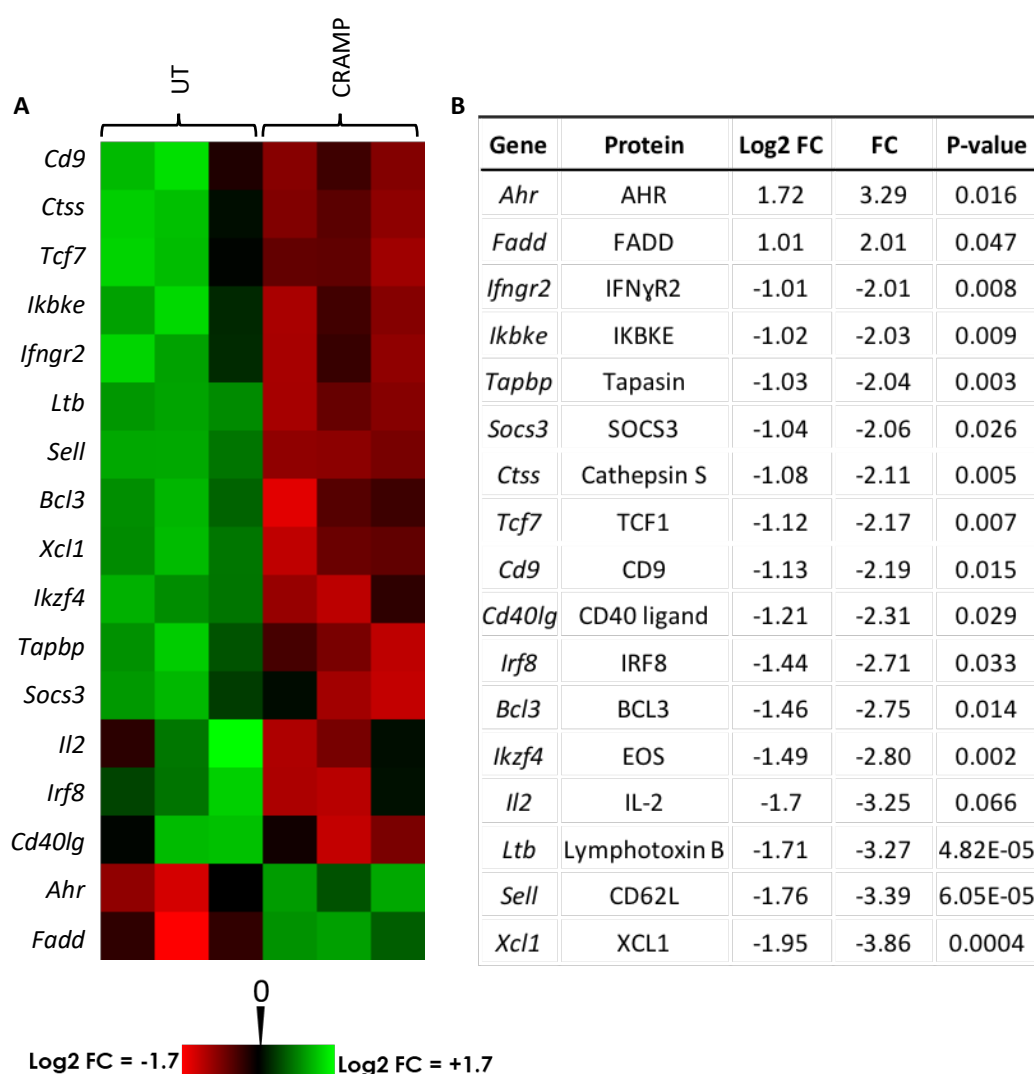 A
UT
CRAMP
Cd9
Ctss
Tcf7
Ikbke
Ifngr2
Ltb
Sell
Bcl3
Xcl1
Ikzf4
Tapbp
Socs3
Il2
Irf8
Cd40lg
Ahr
Fadd
0
Log2 FC = -1.7 Log2 FC = +1.7
B
Gene Protein Log2 FC FC P-value
Ahr AHR 1.72 3.29 0.016
Fadd FADD 1.01 2.01 0.047
Ifngr2 IFNɣR2 -1.01 -2.01 0.008
Ikbke IKBKE -1.02 -2.03 0.009
Tapbp Tapasin -1.03 -2.04 0.003
Socs3 SOCS3 -1.04 -2.06 0.026
Ctss Cathepsin S -1.08 -2.11 0.005
Tcf7 TCF1 -1.12 -2.17 0.007
Cd9 CD9 -1.13 -2.19 0.015
Cd40lg CD40 ligand -1.21 -2.31 0.029
Irf8 IRF8 -1.44 -2.71 0.033
Bcl3 BCL3 -1.46 -2.75 0.014
Ikzf4 EOS -1.49 -2.80 0.002
Il2 IL-2 -1.7 -3.25 0.066
Ltb Lymphotoxin B -1.71 -3.27 4.82E-05
Sell CD62L -1.76 -3.39 6.05E-05
Xcl1 XCL1 -1.95 -3.86 0.0004